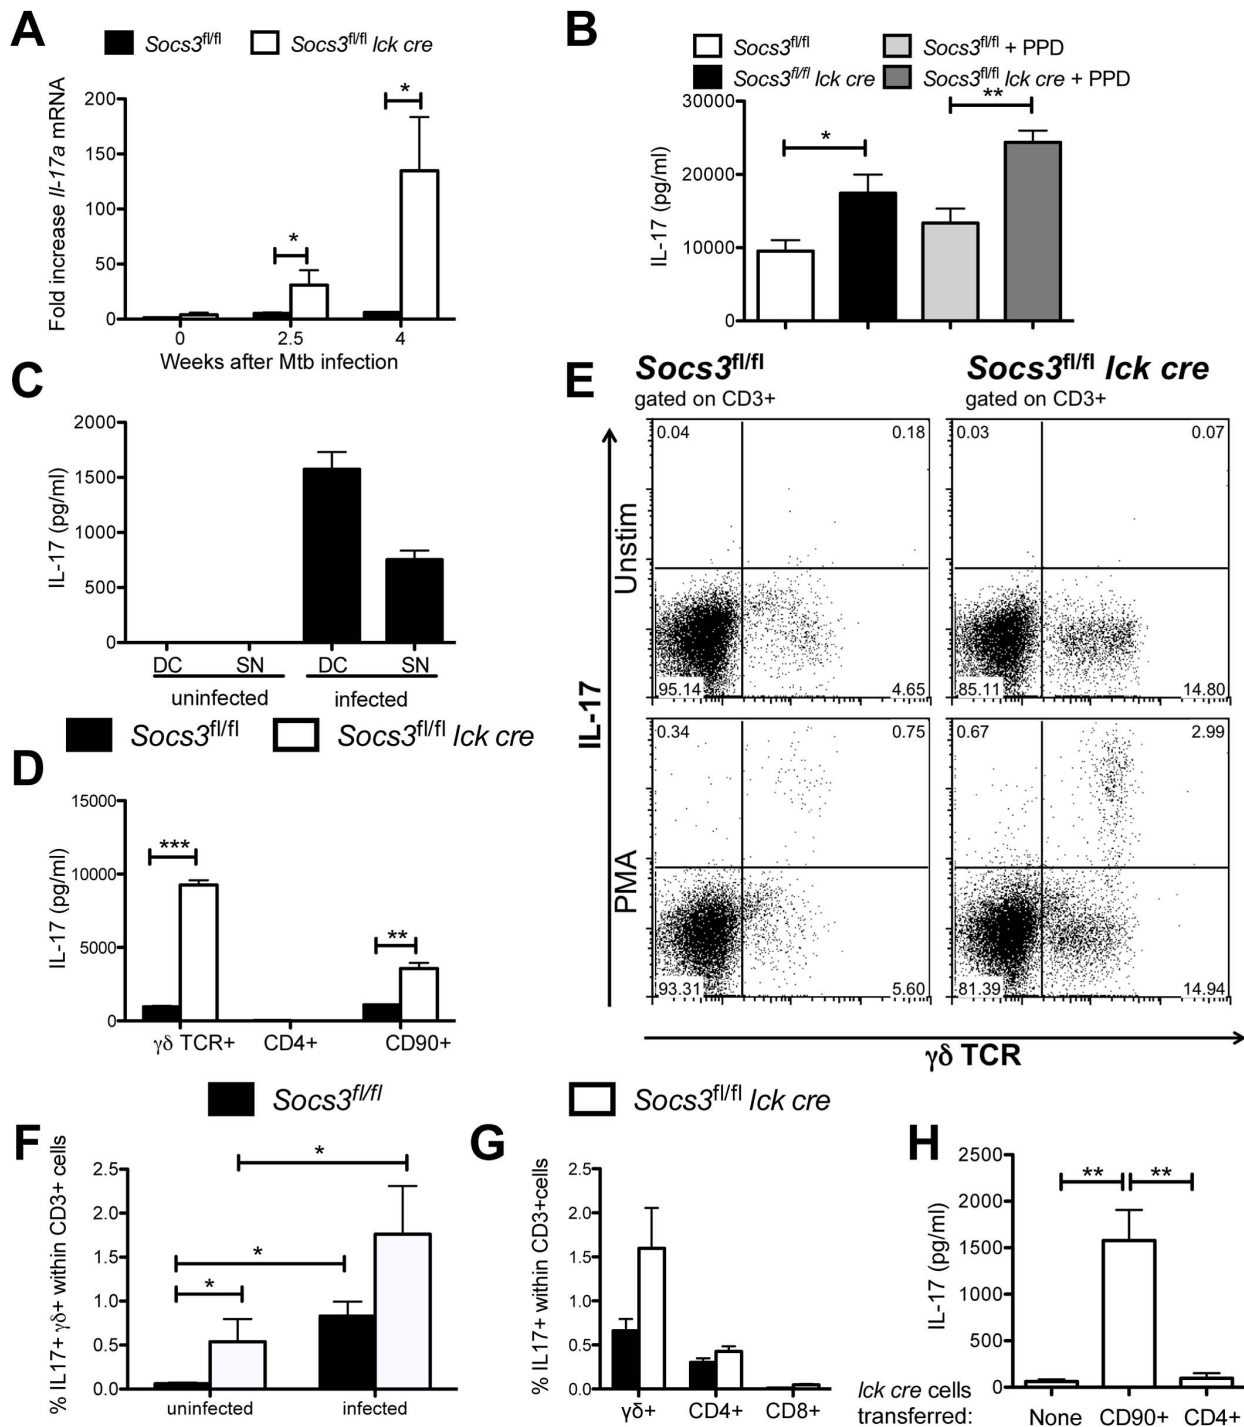 A
Socs3fl/fl
Socs3fl/fl lck cre
Fold increase Il-17a mRNA
200
150
100
50
0
*
*
0
2.5
4
Weeks after Mtb infection
B
Socs3fl/fl
Socs3fl/fl + PPD
Socs3fl/fl lck cre
Socs3fl/fl lck cre + PPD
IL-17 (pg/ml)
30000
20000
10000
0
*
**
C
IL-17 (pg/ml)
2000
1500
1000
500
0
DC
SN
DC
SN
uninfected
infected
Socs3fl/fl
Socs3fl/fl lck cre
D
IL-17 (pg/ml)
15000
10000
5000
0
***
**
γδ TCR+
CD4+
CD90+
E
Socs3fl/fl
Socs3fl/fl lck cre
gated on CD3+
gated on CD3+
IL-17
Unstim
0.04
0.18
0.03
0.07
95.14
4.65
85.11
14.80
PMA
0.34
0.75
0.67
2.99
93.31
5.60
81.39
14.94
γδ TCR
Socs3fl/fl
Socs3fl/fl lck cre
F
% IL17+ γδ+ within CD3+ cells
2.5
2.0
1.5
1.0
0.5
0.0
*
*
*
uninfected
infected
G
% IL17+ within CD3+cells
2.5
2.0
1.5
1.0
0.5
0.0
γδ+
CD4+
CD8+
H
IL-17 (pg/ml)
2500
2000
1500
1000
500
0
**
**
lck cre cells
transferred:
None
CD90+
CD4+